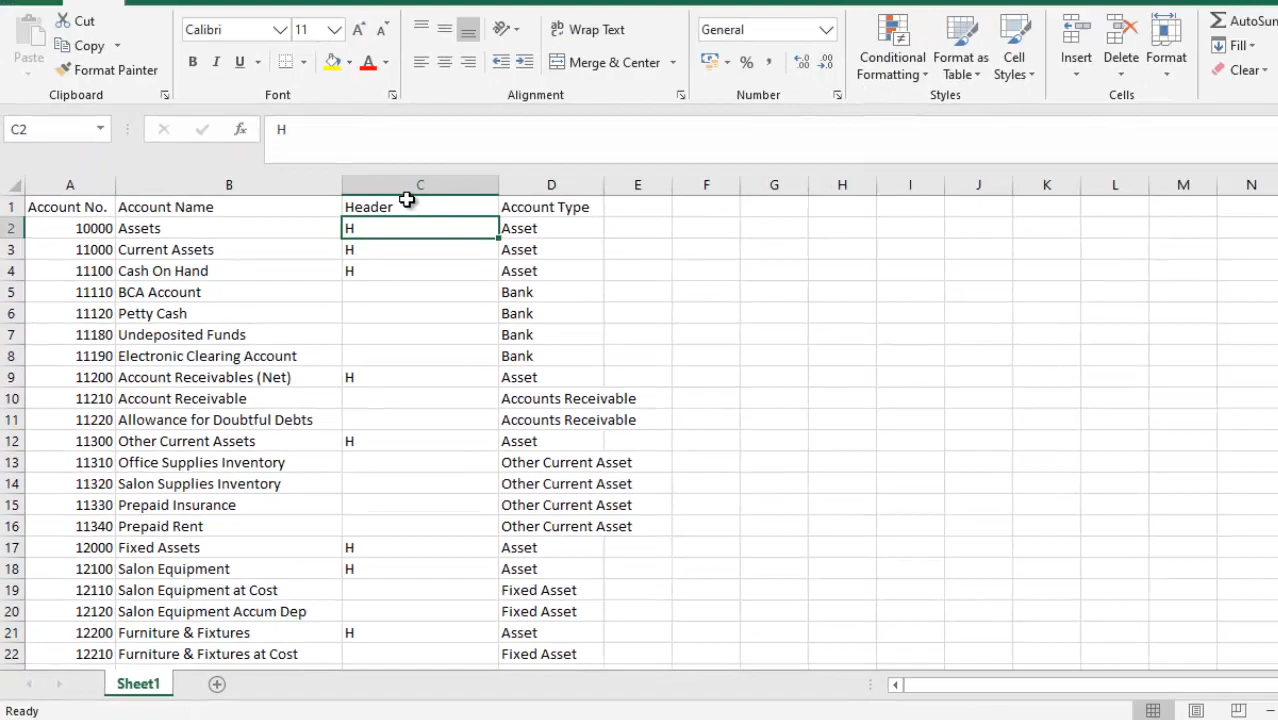 Cut
Copy
Format Painter
Paste
Clipboard
Calibri 11
B I U
Font
Wrap Text
Merge & Center
Alignment
General
%
Number
Conditional Formatting
Format as Table
Cell Styles
Styles
Insert
Delete
Format
Cells
AutoSun
Fill
Clear
C2
fx
H
A B C D E F G H I J K L M N
1 Account No. Account Name Header Account Type
2 10000 Assets H Asset
3 11000 Current Assets H Asset
4 11100 Cash On Hand H Asset
5 11110 BCA Account Bank
6 11120 Petty Cash Bank
7 11180 Undeposited Funds Bank
8 11190 Electronic Clearing Account Bank
9 11200 Account Receivables (Net) H Asset
10 11210 Account Receivable Accounts Receivable
11 11220 Allowance for Doubtful Debts Accounts Receivable
12 11300 Other Current Assets H Asset
13 11310 Office Supplies Inventory Other Current Asset
14 11320 Salon Supplies Inventory Other Current Asset
15 11330 Prepaid Insurance Other Current Asset
16 11340 Prepaid Rent Other Current Asset
17 12000 Fixed Assets H Asset
18 12100 Salon Equipment H Asset
19 12110 Salon Equipment at Cost Fixed Asset
20 12120 Salon Equipment Accum Dep Fixed Asset
21 12200 Furniture & Fixtures H Asset
22 12210 Furniture & Fixtures at Cost Fixed Asset
Sheet1
Ready